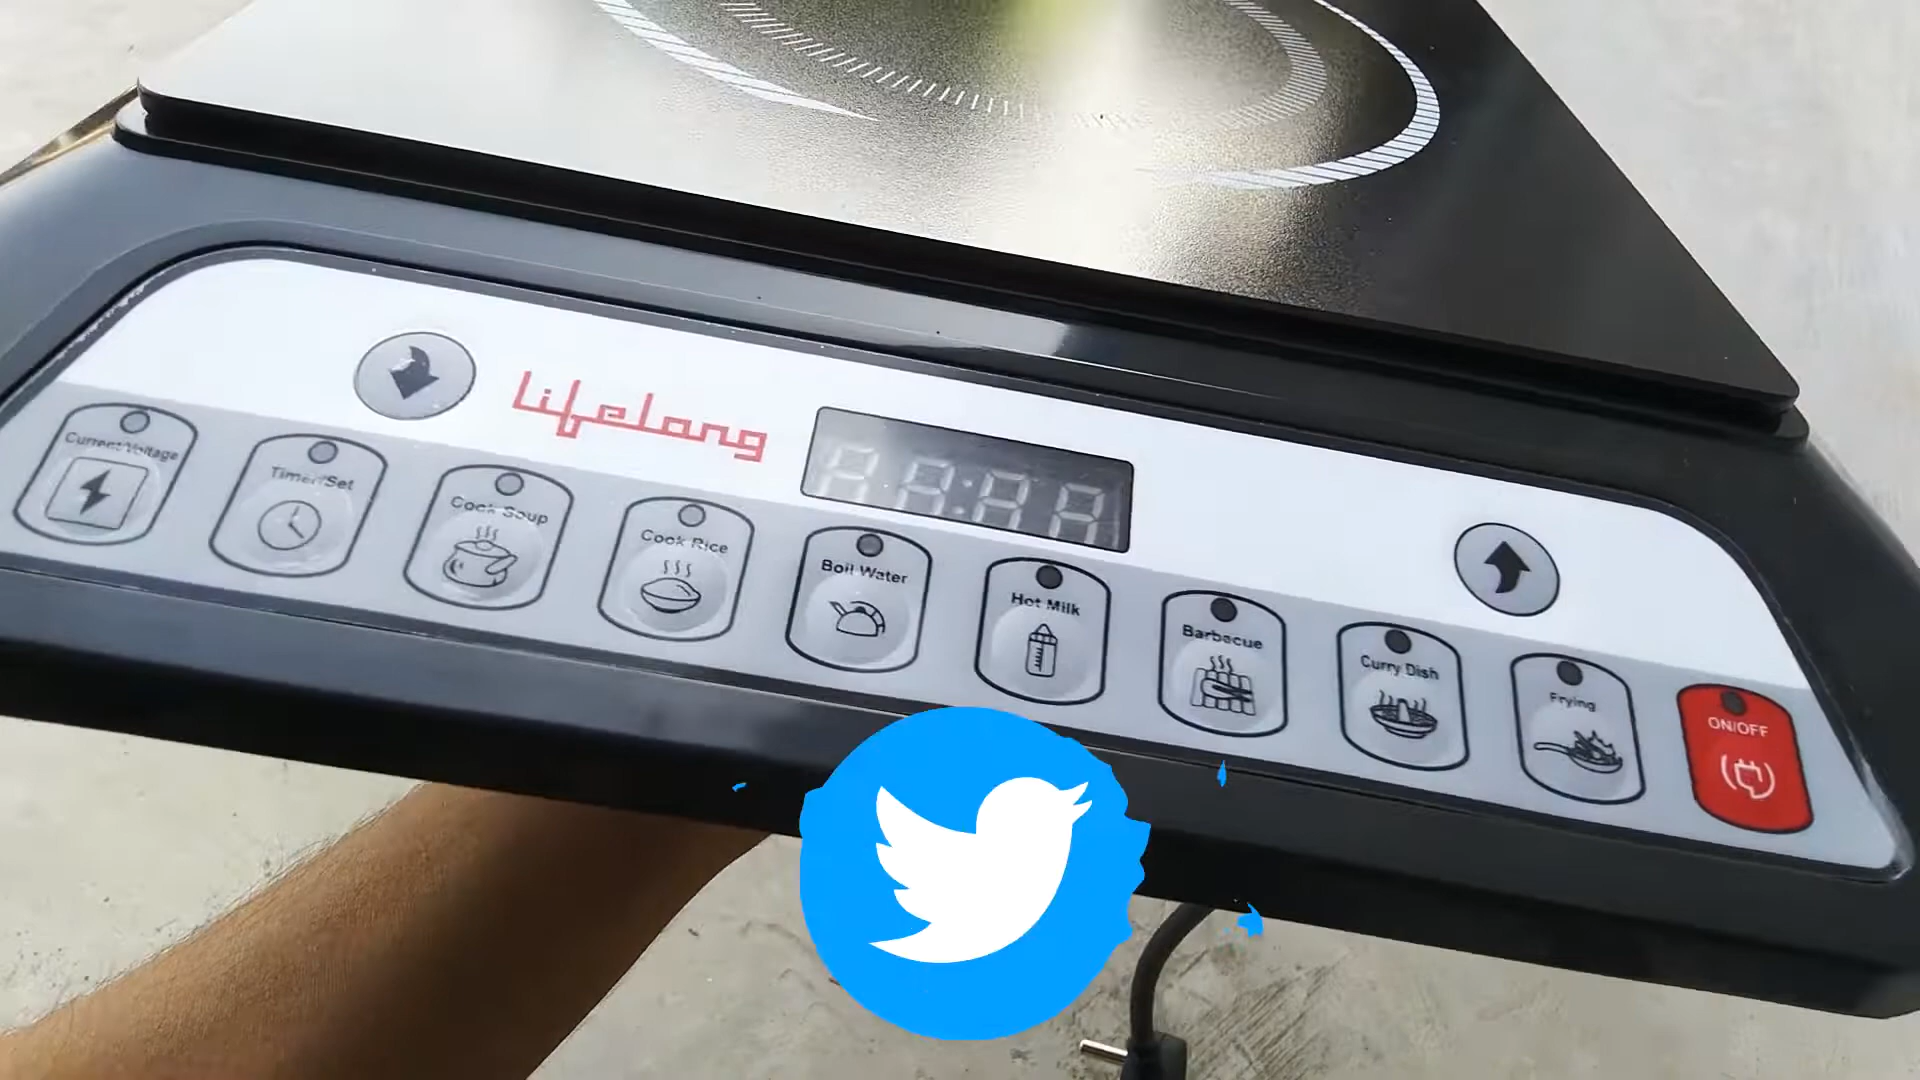 Lifelong
Current/Voltage
Timer/Set
Cook Soup
Cook Rice
Boil Water
Hot Milk
Barbecue
Curry Dish
Frying
ON/OFF